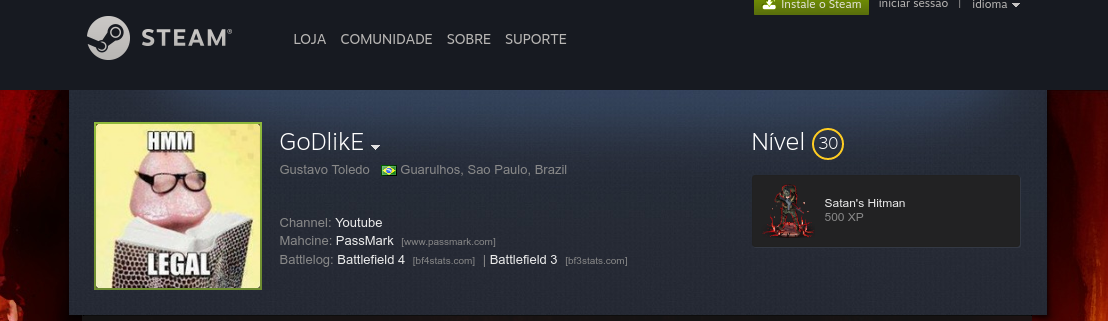 Instale o Steam
iniciar sessão | idioma
STEAM®
LOJA COMUNIDADE SOBRE SUPORTE
HMM
LEGAL
GoDlikE
Gustavo Toledo Guarulhos, Sao Paulo, Brazil
Channel: Youtube
Mahcine: PassMark [www.passmark.com]
Battlelog: Battlefield 4 [bf4stats.com] | Battlefield 3 [bf3stats.com]
Nível 30
Satan's Hitman
500 XP